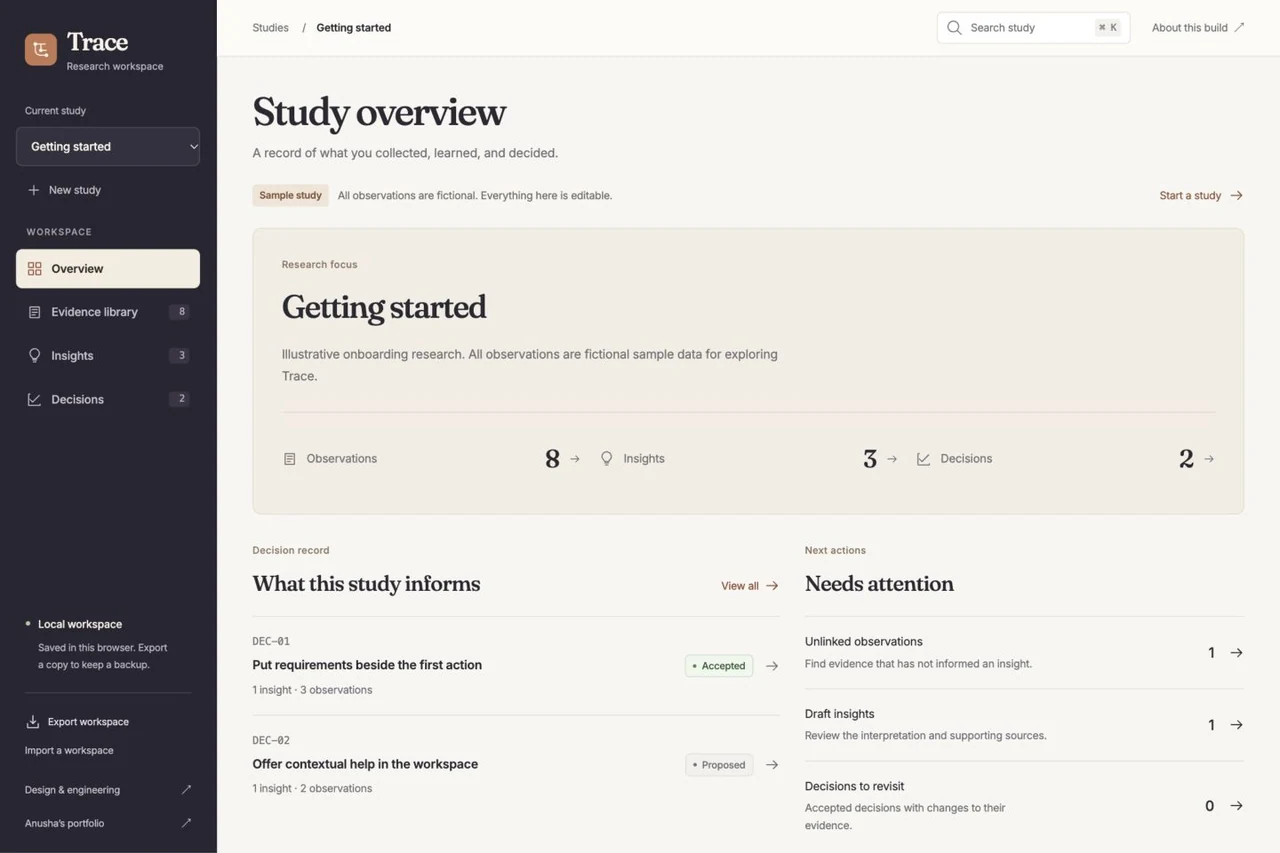 Trace
Research workspace
Current study
Getting started
New study
WORKSPACE
Overview
Evidence library 8
Insights 3
Decisions 2
Local workspace
Saved in this browser. Export
a copy to keep a backup.
Export workspace
Import a workspace
Design & engineering
Anusha's portfolio
Studies / Getting started
Search study ⌘ K
About this build
Study overview
A record of what you collected, learned, and decided.
Sample study All observations are fictional. Everything here is editable.
Start a study
Research focus
Getting started
Illustrative onboarding research. All observations are fictional sample data for exploring
Trace.
Observations 8
Insights 3
Decisions 2
Decision record
What this study informs
View all
DEC-01
Put requirements beside the first action
Accepted
1 insight · 3 observations
DEC-02
Offer contextual help in the workspace
Proposed
1 insight · 2 observations
Next actions
Needs attention
Unlinked observations
Find evidence that has not informed an insight.
1
Draft insights
Review the interpretation and supporting sources.
1
Decisions to revisit
Accepted decisions with changes to their
evidence.
0